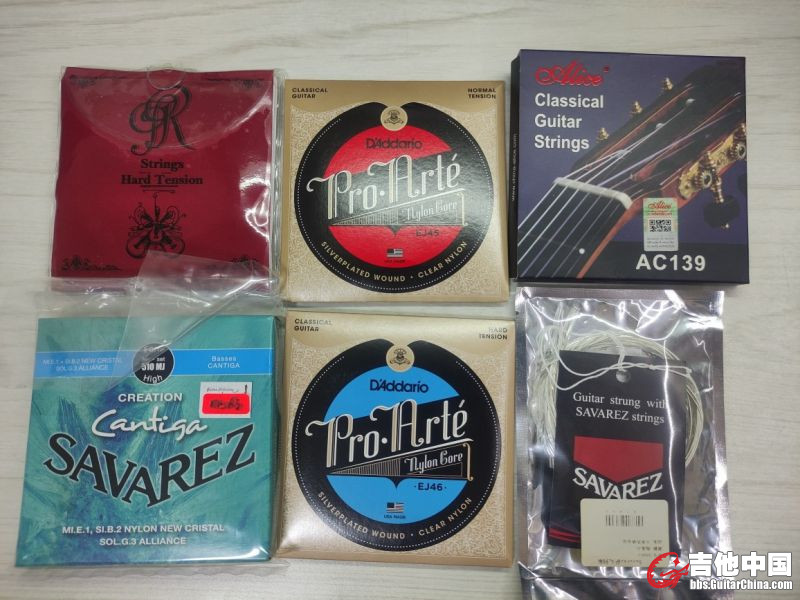 Strings
Hard Tension
CLASSICAL
GUITAR
NORMAL
TENSION
D'Addario
Pro·Arté
Nylon Core
EJ45
USA MADE
SILVERPLATED WOUND · CLEAR NYLON
Alice
Classical
Guitar
Strings
Alice
AC139
MI.E.1 • SI.B.2 NEW CRISTAL
SOL.G.3 ALLIANCE
510 MJ
High
Basses
CANTIGA
CREATION
Cantiga
SAVAREZ
MI.E.1, SI.B.2 NYLON NEW CRISTAL
SOL.G.3 ALLIANCE
CLASSICAL
GUITAR
HARD
TENSION
D'Addario
Pro·Arté
Nylon Core
·EJ46·
USA MADE
SILVERPLATED WOUND · CLEAR NYLON
Guitar strung with
SAVAREZ strings
SAVAREZ
吉他中国
bbs.GuitarChina.com